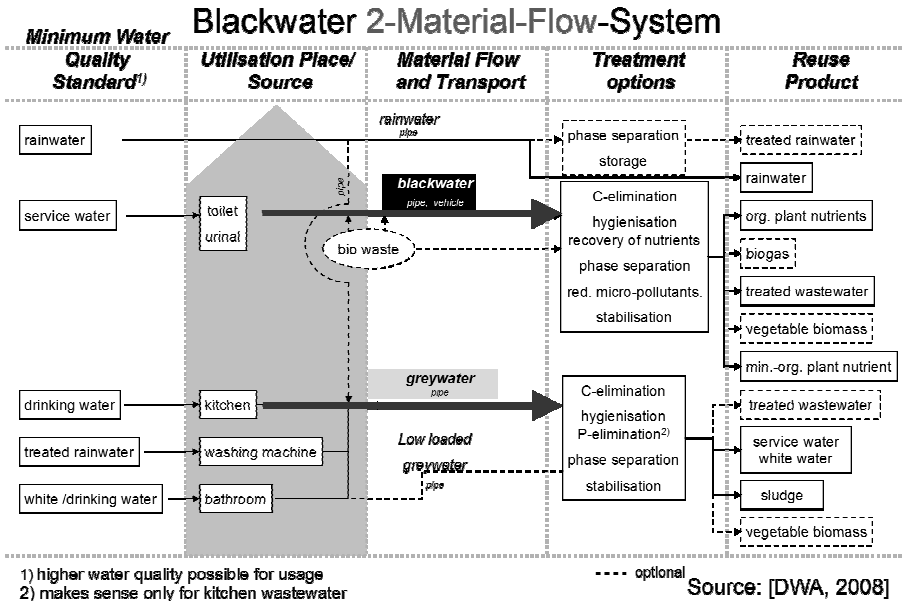 Blackwater 2-Material-Flow-System
Minimum Water
Quality
Standard1)
Utilisation Place/
Source
Material Flow
and Transport
Treatment
options
Reuse
Product
rainwater
rainwater
pipe
phase separation
storage
treated rainwater
rainwater
service water
toilet
urinal
pipe
blackwater
pipe, vehicle
bio waste
C-elimination
hygienisation
recovery of nutrients
phase separation
red. micro-pollutants.
stabilisation
org. plant nutrients
biogas
treated wastewater
vegetable biomass
min.-org. plant nutrient
drinking water
kitchen
greywater
pipe
treated rainwater
washing machine
Low loaded
greywater
pipe
white /drinking water
bathroom
C-elimination
hygienisation
P-elimination2)
phase separation
stabilisation
treated wastewater
service water
white water
sludge
vegetable biomass
1) higher water quality possible for usage
2) makes sense only for kitchen wastewater
optional
Source: [DWA, 2008]